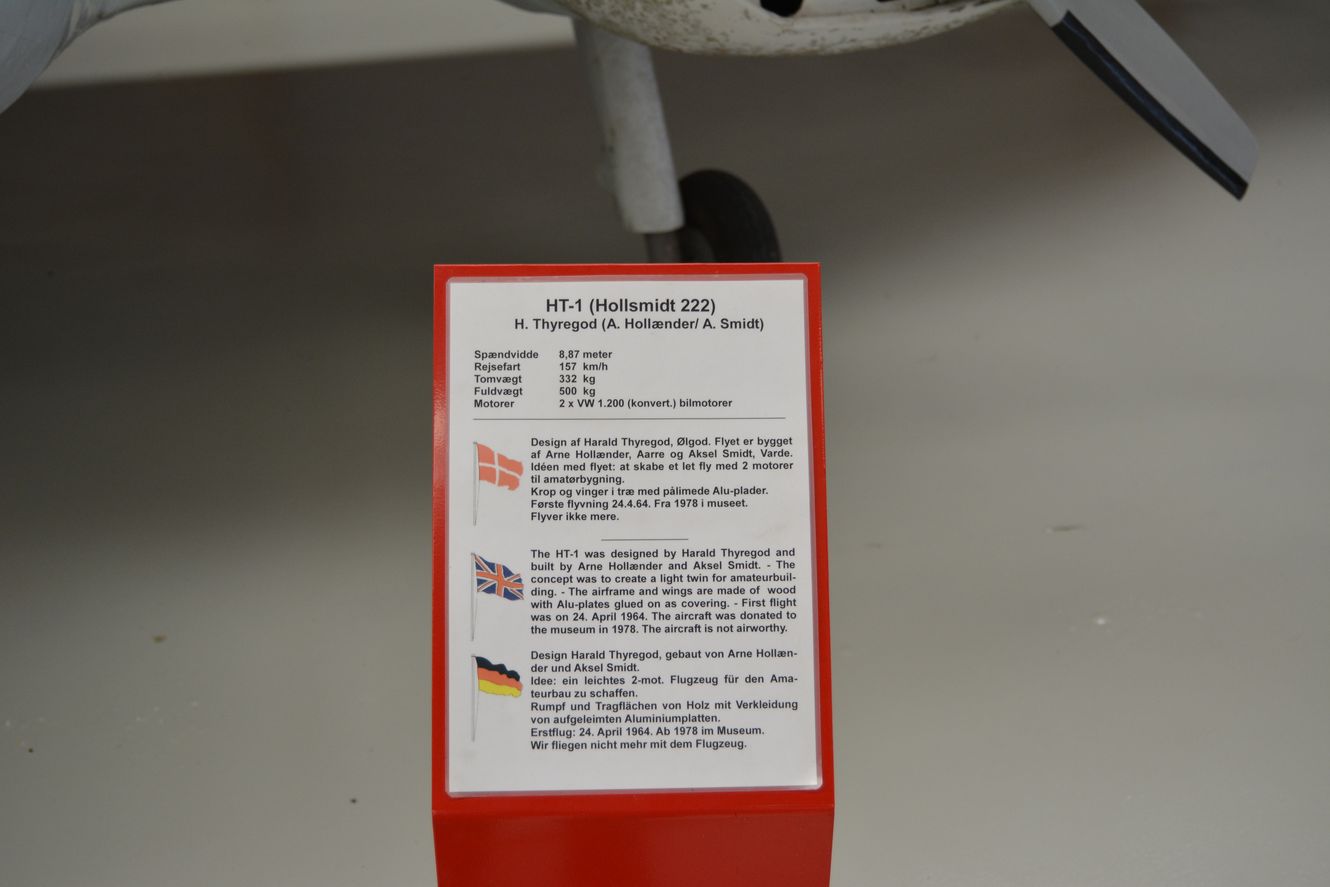 HT-1 (Hollsmidt 222)
H. Thyregod (A. Hollænder/ A. Smidt)
Spændvidde 8,87 meter
Rejsefart 157 km/h
Tomvægt 332 kg
Fuldvægt 500 kg
Motorer 2 x VW 1.200 (konvert.) bilmotorer
Design af Harald Thyregod, Ølgod. Flyet er bygget
af Arne Hollænder, Aarre og Aksel Smidt, Varde.
Idéen med flyet: at skabe et let fly med 2 motorer
til amatørbygning.
Krop og vinger i træ med pålimede Alu-plader.
Første flyvning 24.4.64. Fra 1978 i museet.
Flyver ikke mere.
The HT-1 was designed by Harald Thyregod and
built by Arne Hollænder and Aksel Smidt. - The
concept was to create a light twin for amateurbuil-
ding. - The airframe and wings are made of wood
with Alu-plates glued on as covering. - First flight
was on 24. April 1964. The aircraft was donated to
the museum in 1978. The aircraft is not airworthy.
Design Harald Thyregod, gebaut von Arne Hollæn-
der und Aksel Smidt.
Idee: ein leichtes 2-mot. Flugzeug für den Ama-
teurbau zu schaffen.
Rumpf und Tragflächen von Holz mit Verkleidung
von aufgeleimten Aluminiumplatten.
Erstflug: 24. April 1964. Ab 1978 im Museum.
Wir fliegen nicht mehr mit dem Flugzeug.